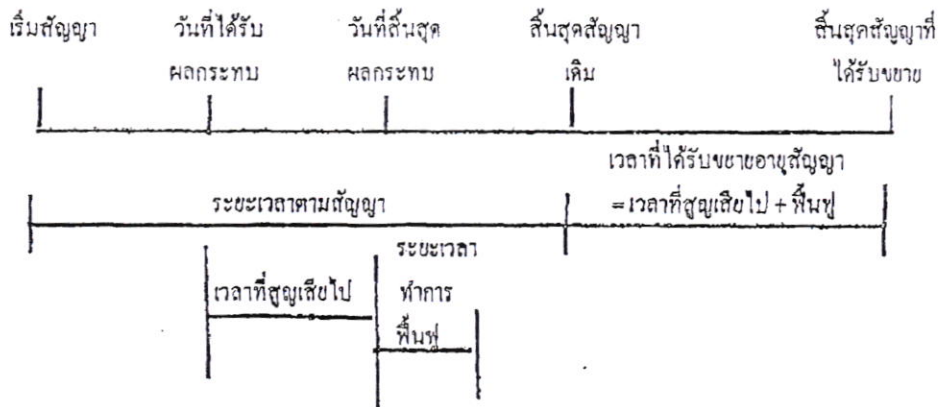 เริ่มสัญญา วันที่ได้รับ วันที่สิ้นสุด สิ้นสุดสัญญา สิ้นสุดสัญญาที่
ผลกระทบ ผลกระทบ เดิม ได้รับขยาย
เวลาที่ได้รับขยายอายุสัญญา
ระยะเวลาตามสัญญา =เวลาที่สูญเสียไป + ฟื้นฟู
ระยะเวลา
เวลาที่สูญเสียไป ทำการ
ฟื้นฟู